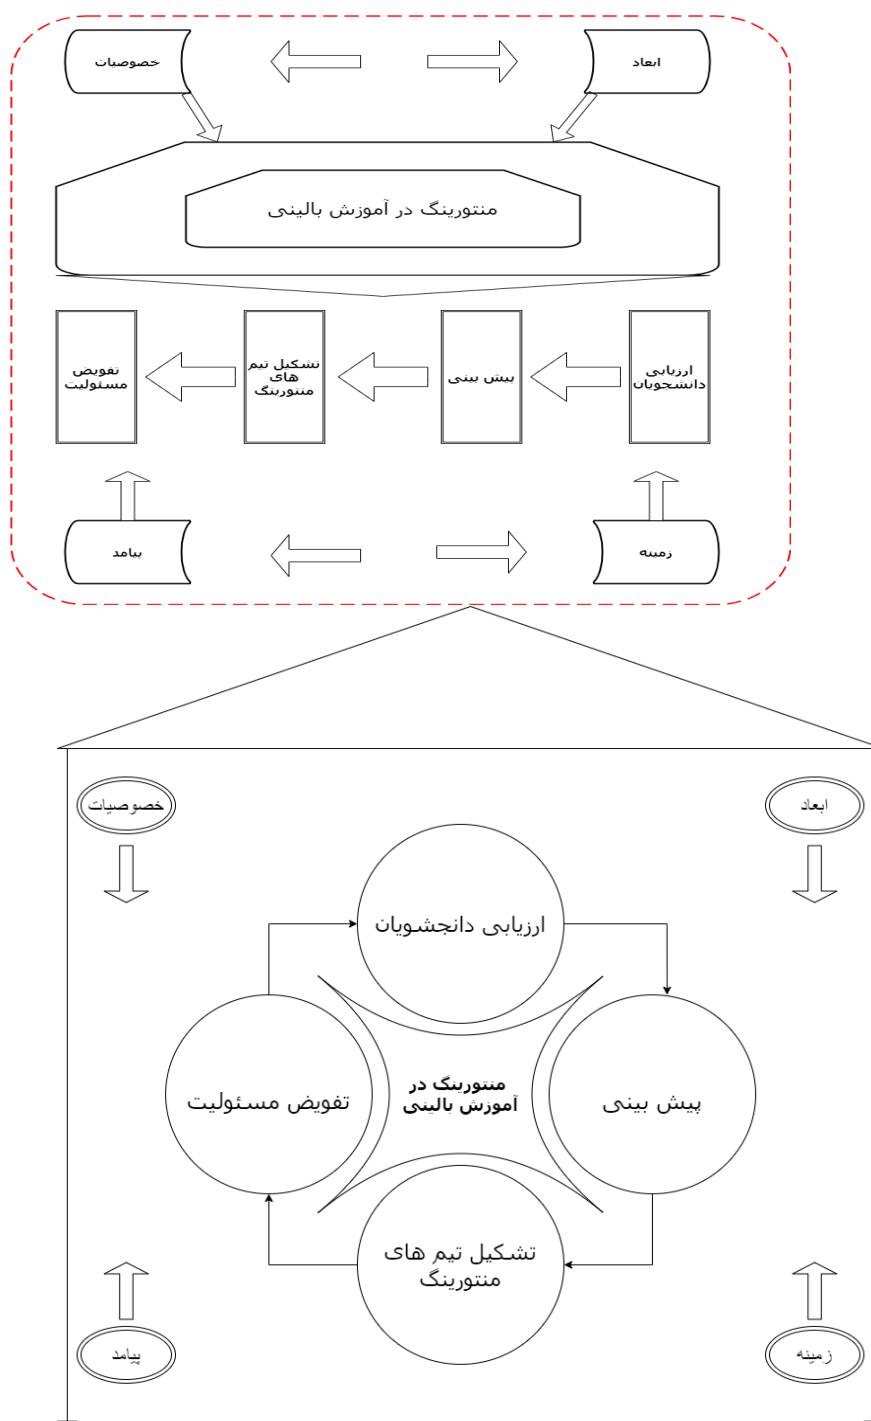 ابعاد
خصوصیات
منتورینگ در آموزش بالینی
ارزیابی
دانشجویان
پیش بینی
تشکیل تیم
های
منتورینگ
تفویض
مسئولیت
زمینه
پیامد
ابعاد
خصوصیات
ارزیابی دانجشویان
پیش بینی
منتورینگ در
آموزش بالینی
تفویض مسئولیت
تشکیل تیم های
منتورینگ
زمینه
پیامد